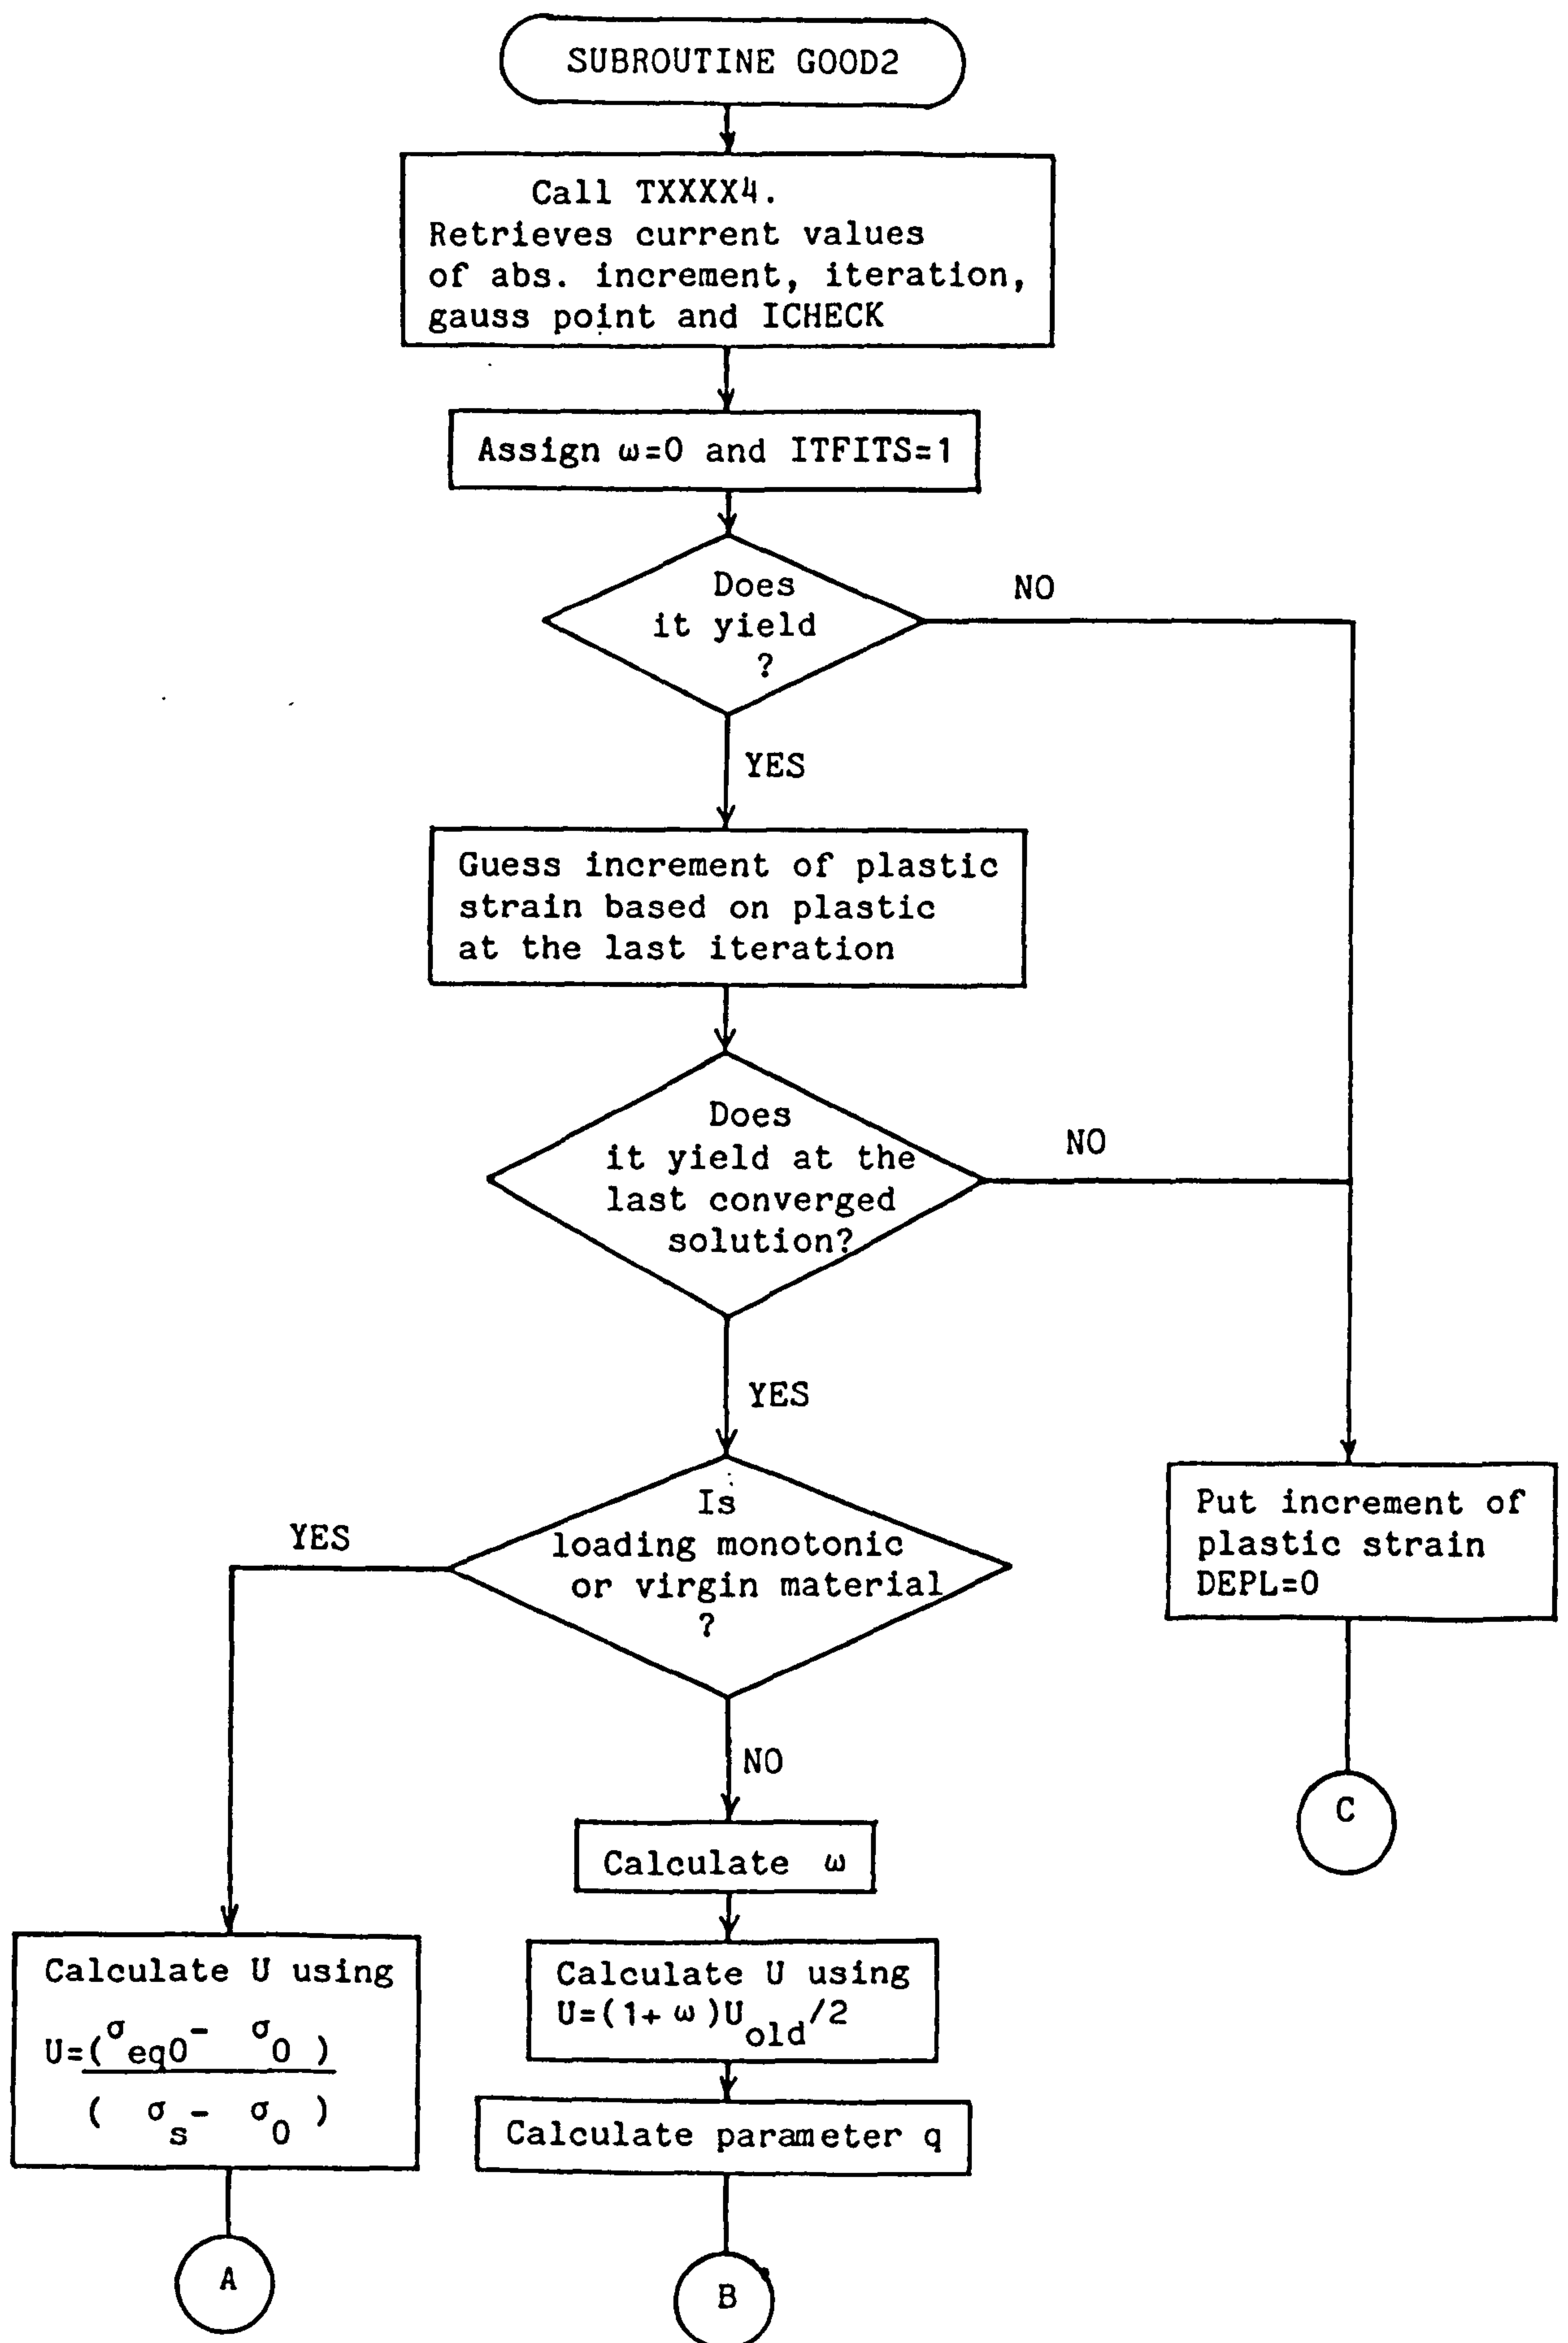 SUBROUTINE GOOD2
Call TXXXX4.
Retrieves current values
of abs. increment, iteration,
gauss point and ICHECK
Assign ω=0 and ITFITS=1
Does
it yield
?
NO
YES
Guess increment of plastic
strain based on plastic
at the last iteration
Does
it yield at the
last converged
solution?
NO
YES
Is
loading monotonic
or virgin material
?
YES
NO
Put increment of
plastic strain
DEPL=0
C
Calculate ω
Calculate U using
U=(σeq0- σ0 )
( σs- σ0 )
Calculate U using
U=(1+ ω)Uold/2
Calculate parameter q
A
B